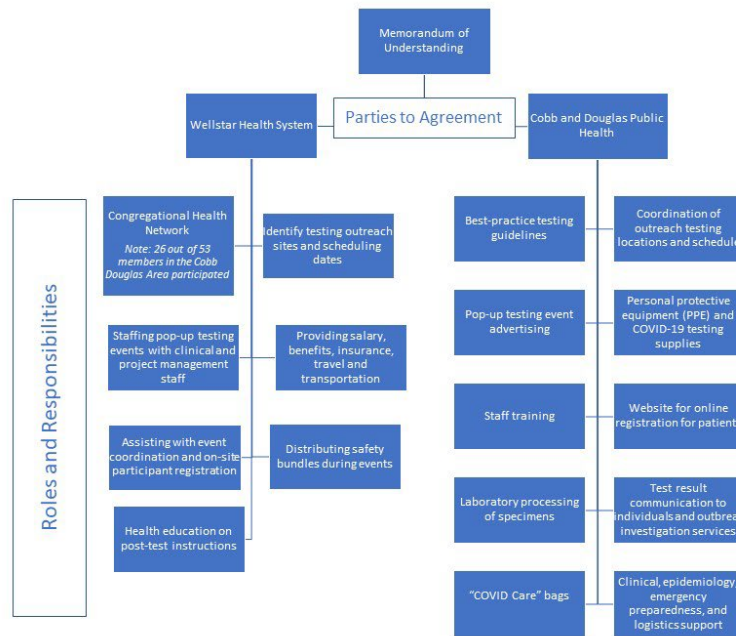 Memorandum of
Understanding
Parties to Agreement
Wellstar Health System
Cobb and Douglas Public
Health
Roles and Responsibilities
Congregational Health
Network
Note: 26 out of 53
members in the Cobb
Douglas Area participated
Identify testing outreach
sites and scheduling
dates
Staffing pop-up testing
events with clinical and
project management
staff
Providing salary,
benefits, insurance,
travel and
transportation
Assisting with event
coordination and on-site
participant registration
Distributing safety
bundles during events
Health education on
post-test instructions
Best-practice testing
guidelines
Coordination of
outreach testing
locations and schedule
Pop-up testing event
advertising
Personal protective
equipment (PPE) and
COVID-19 testing
supplies
Staff training
Website for online
registration for patient
Laboratory processing
of specimens
Test result
communication to
individuals and outbrea
investigation services
“COVID Care” bags
Clinical, epidemiology,
emergency
preparedness, and
logistics support